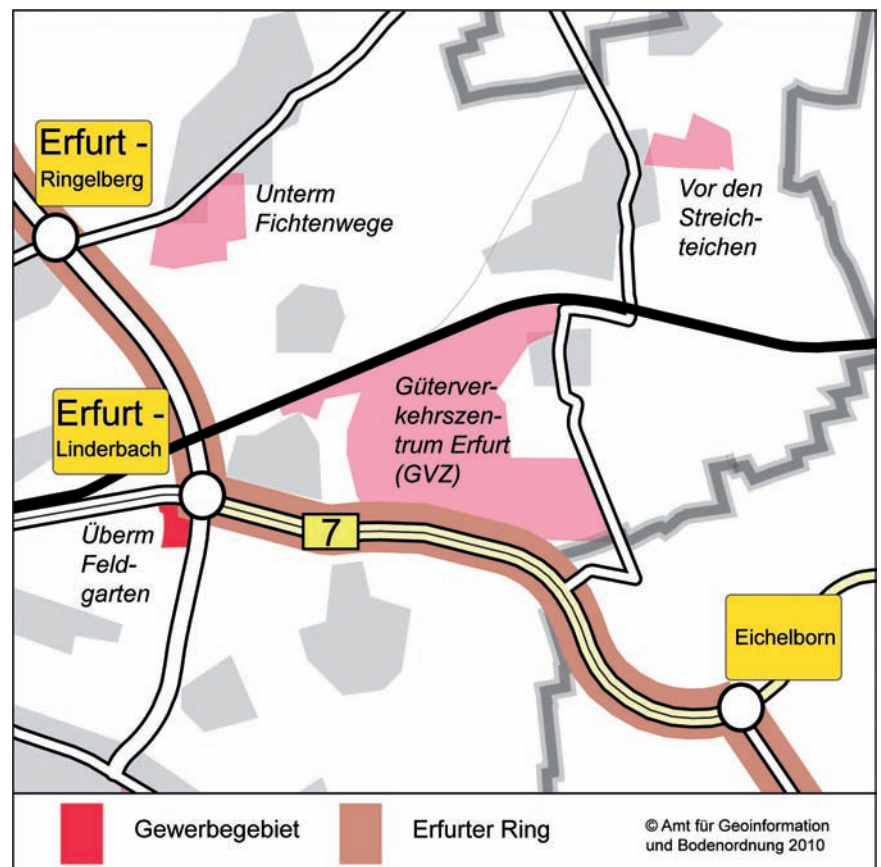 Erfurt -
Ringelberg
Unterm
Fichtenwege
Vor den
Streich-
teichen
Erfurt -
Linderbach
Güterver-
kehrszen-
trum Erfurt
(GVZ)
Überm
Feld-
garten
7
Eichelborn
Gewerbegebiet
Erfurter Ring
© Amt für Geoinformation
und Bodenordnung 2010